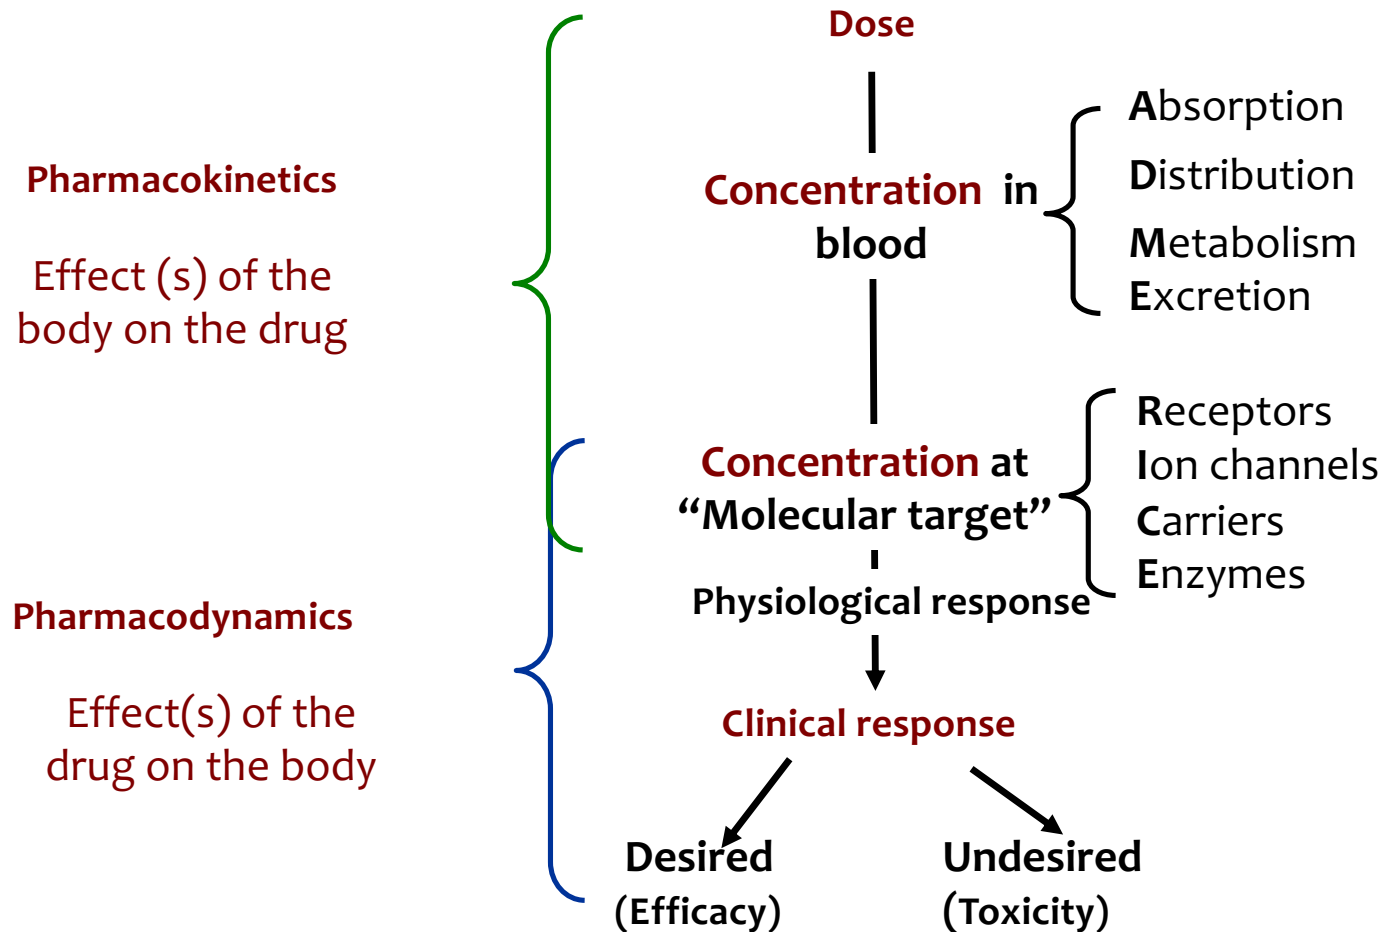 Dose
Absorption
Distribution
Metabolism
Excretion
Pharmacokinetics
Concentration in
blood
Effect (s) of the
body on the drug
Receptors
Ion channels
Carriers
Enzymes
Concentration at
“Molecular target”
Physiological response
Pharmacodynamics
Effect(s) of the
drug on the body
Clinical response
Desired
(Efficacy)
Undesired
(Toxicity)